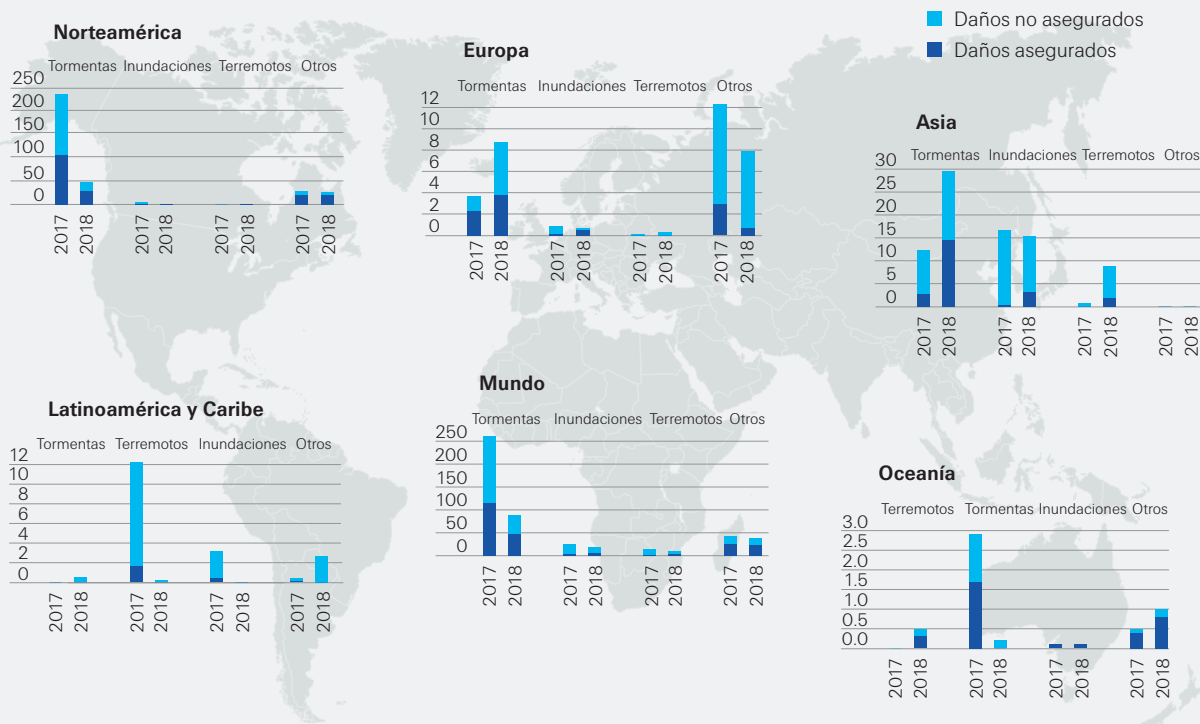 Daños no asegurados
Daños asegurados
Norteamérica
Tormentas Inundaciones Terremotos Otros
250
200
150
100
50
0
2017 2018 2017 2018 2017 2018 2017 2018
Europa
Tormentas Inundaciones Terremotos Otros
12
10
8
6
4
2
0
2017 2018 2017 2018 2017 2018 2017 2018
Asia
Tormentas Inundaciones Terremotos Otros
30
25
20
15
10
5
0
2017 2018 2017 2018 2017 2018 2017 2018
Latinoamérica y Caribe
Tormentas Terremotos Inundaciones Otros
12
10
8
6
4
2
0
2017 2018 2017 2018 2017 2018 2017 2018
Mundo
Tormentas Inundaciones Terremotos Otros
250
200
150
100
50
0
2017 2018 2017 2018 2017 2018 2017 2018
Oceanía
Terremotos Tormentas Inundaciones Otros
3.0
2.5
2.0
1.5
1.0
0.5
0.0
2017 2018 2017 2018 2017 2018 2017 2018